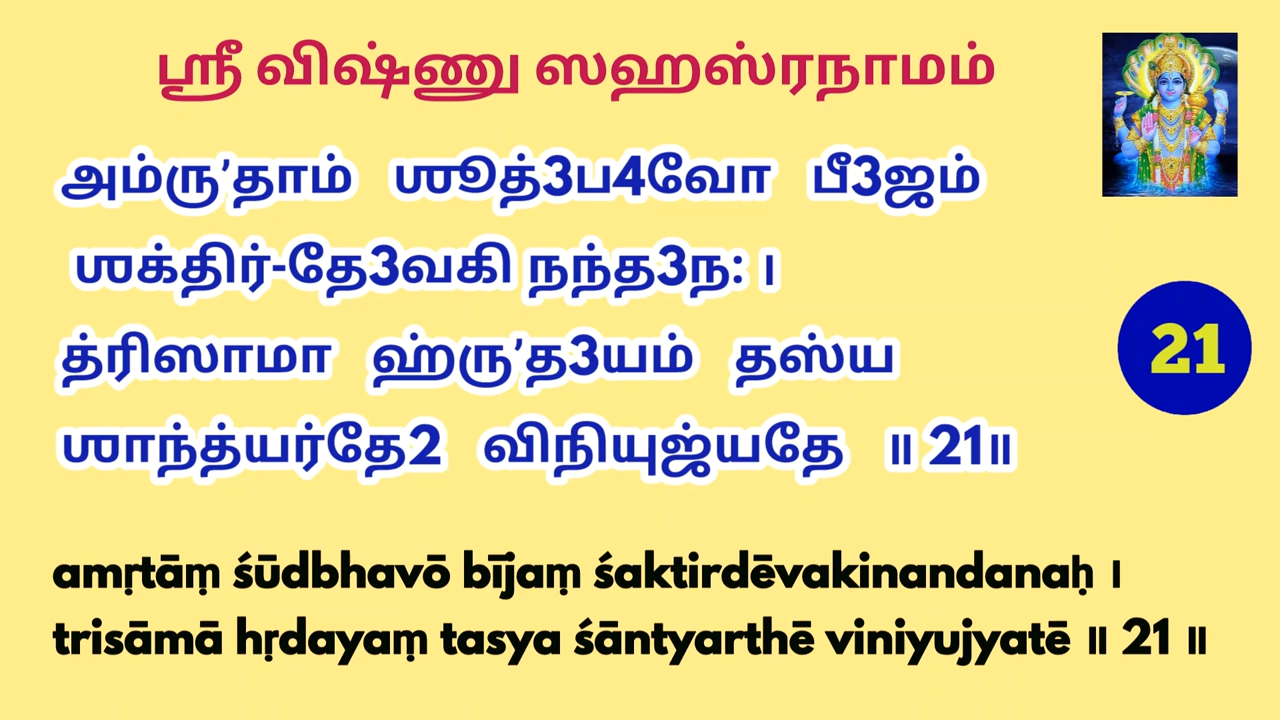 ஸ்ரீ விஷ்ணு ஸஹஸ்ரநாமம்
அம்ரு’தாம் ஶூத்3ப4வோ பீ3ஜம்
ஶக்திர்-தே3வகி நந்த3ந: ।
த்ரிஸாமா ஹ்ரு’த3யம் தஸ்ய
ஶாந்த்யர்தே2 விநியுஜ்யதே ॥ 21॥
21
amṛtāṃ śūdbhavō bījaṃ śaktirdēvakinandanaḥ ।
trisāmā hṛdayaṃ tasya śāntyarthē viniyujyatē ॥ 21 ॥